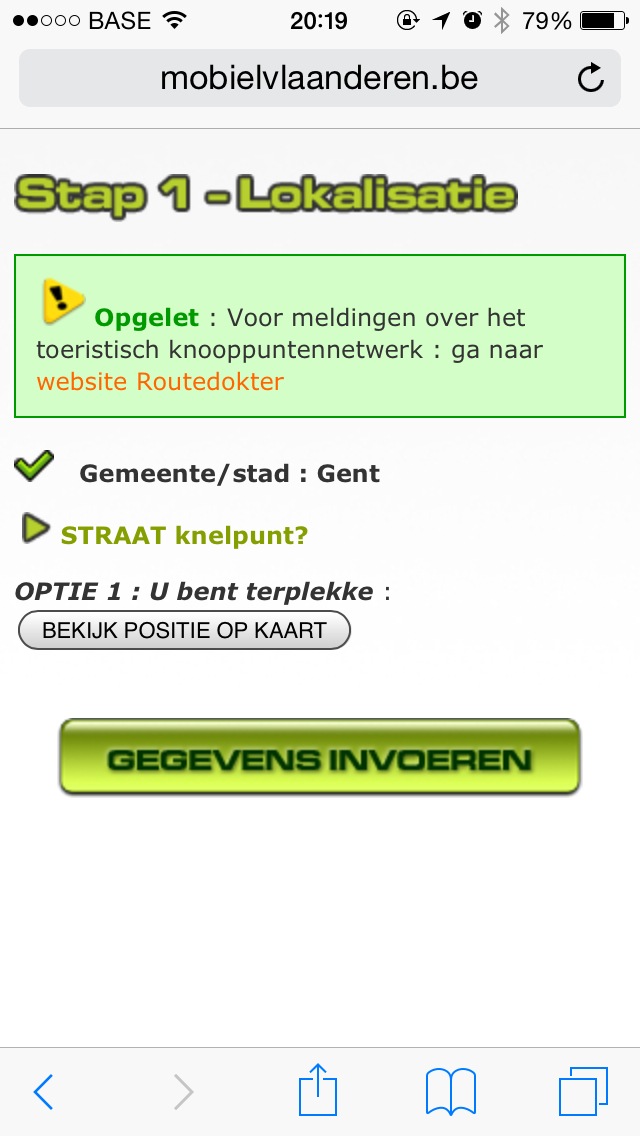 BASE 20:19 79%
mobielvlaanderen.be
Stap 1 - Lokalisatie
Opgelet : Voor meldingen over het
toeristisch knooppuntennetwerk : ga naar
website Routedokter
Gemeente/stad : Gent
STRAAT knelpunt?
OPTIE 1 : U bent terplekke :
BEKIJK POSITIE OP KAART
GEGEVENS INVOEREN